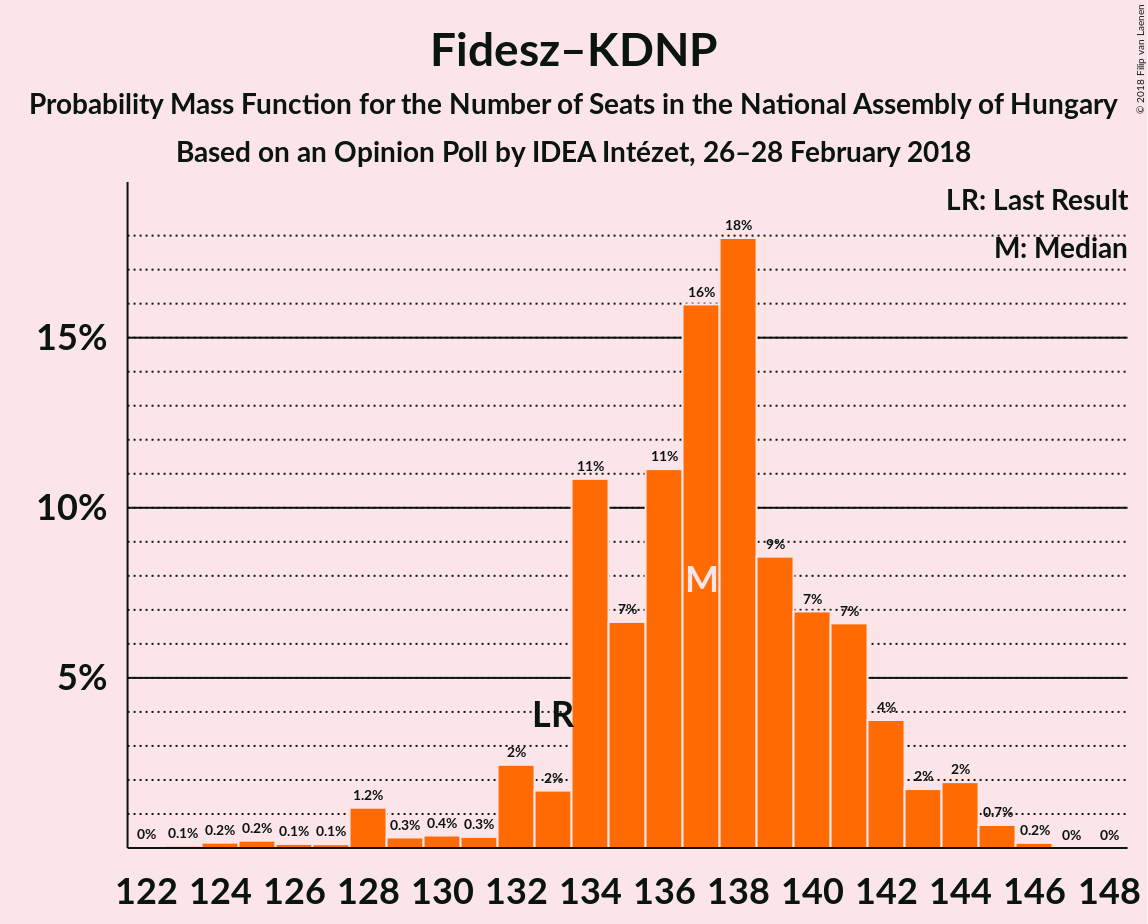 © 2018 Filip van Laenen
Fidesz–KDNP
Probability Mass Function for the Number of Seats in the National Assembly of Hungary
Based on an Opinion Poll by IDEA Intézet, 26–28 February 2018
LR: Last Result
M: Median
18%
16%
15%
11% 11%
10%
9%
M
7% 7% 7%
5%
LR
4%
2% 2% 2% 2%
0% 0.1% 0.2% 0.2% 0.1% 0.1% 1.2% 0.3% 0.4% 0.3% 0.7% 0.2% 0% 0%
122 124 126 128 130 132 134 136 138 140 142 144 146 148